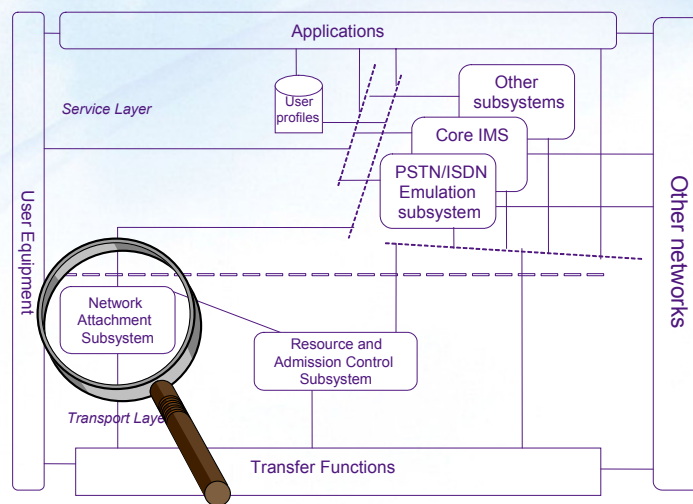 Applications
Other
subsystems
User
profiles
Service Layer
Core IMS
PSTN/ISDN
Emulation
subsystem
User Equipment
Other networks
Network
Attachment
Subsystem
Resource and
Admission Control
Subsystem
Transport Laye
Transfer Functions